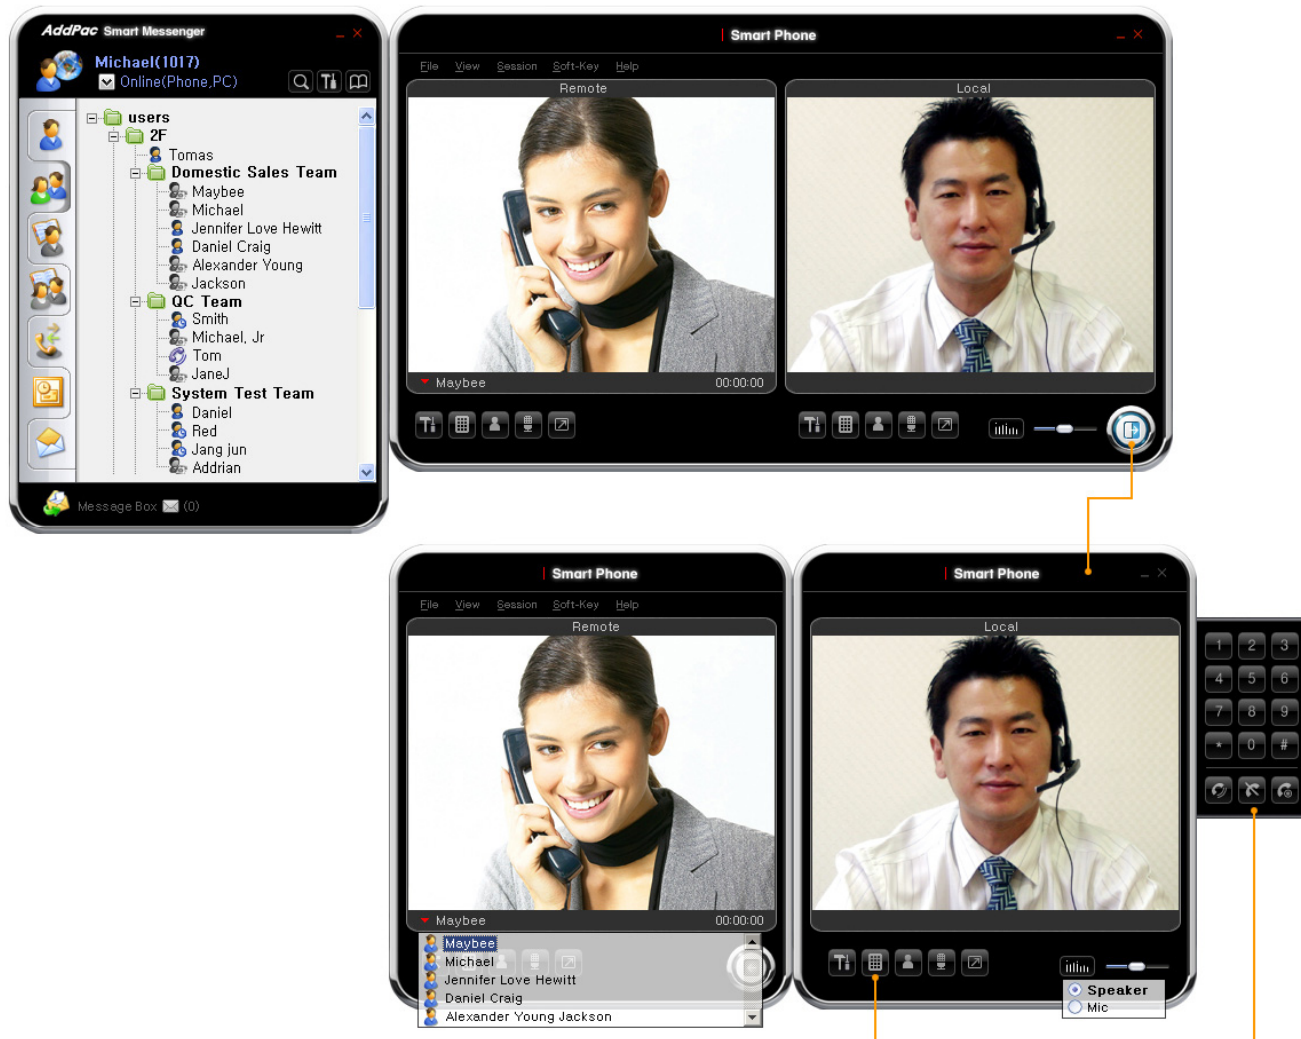 AddPac Smart Messenger
Michael(1017)
Online(Phone,PC)
users
2F
Tomas
Domestic Sales Team
Maybee
Michael
Jennifer Love Hewitt
Daniel Craig
Alexander Young
Jackson
QC Team
Smith
Michael, Jr
Tom
JaneJ
System Test Team
Daniel
Red
Jang jun
Addrian
Message Box (0)
Smart Phone
File View Session Soft-Key Help
Remote
Local
Maybee 00:00:00
Smart Phone
File View Session Soft-Key Help
Remote
Maybee 00:00:00
Maybee
Michael
Jennifer Love Hewitt
Daniel Craig
Alexander Young Jackson
Smart Phone
Local
Speaker
Mic
1 2 3
4 5 6
7 8 9
* 0 #